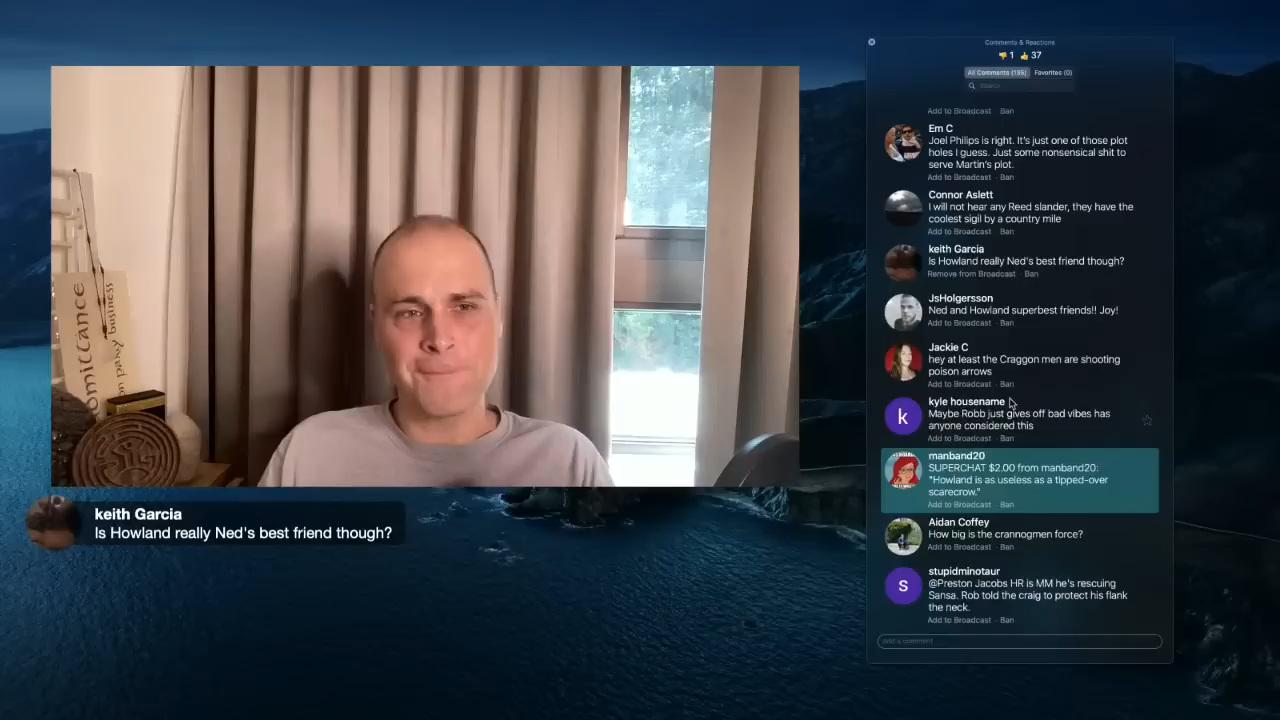 Comments & Reactions
👎 1 👍 37
All Comments (135) Favorites (0)
Search
Add to Broadcast · Ban
Em C
Joel Philips is right. It's just one of those plot
holes I guess. Just some nonsensical shit to
serve Martin's plot.
Add to Broadcast · Ban
Connor Aslett
I will not hear any Reed slander, they have the
coolest sigil by a country mile
Add to Broadcast · Ban
keith Garcia
Is Howland really Ned's best friend though?
Remove from Broadcast · Ban
JsHolgersson
Ned and Howland superbest friends!! Joy!
Add to Broadcast · Ban
Jackie C
hey at least the Craggon men are shooting
poison arrows
Add to Broadcast · Ban
k
kyle housename
Maybe Robb just gives off bad vibes has
anyone considered this
Add to Broadcast · Ban
manband20
SUPERCHAT $2.00 from manband20:
"Howland is as useless as a tipped-over
scarecrow."
Add to Broadcast · Ban
Aidan Coffey
How big is the crannogmen force?
Add to Broadcast · Ban
s
stupidminotaur
@Preston Jacobs HR is MM he's rescuing
Sansa. Rob told the craig to protect his flank
the neck.
Add to Broadcast · Ban
Add a comment
omittance
on party business
keith Garcia
Is Howland really Ned's best friend though?